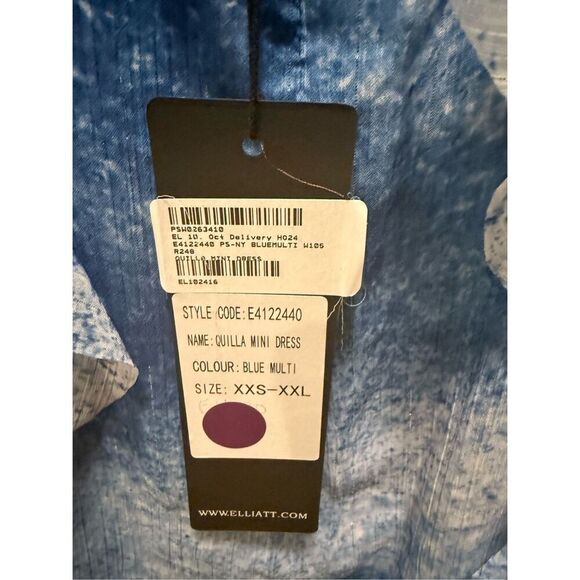 PSW0263410
EL 10. Oct Delivery HO24
E4122440 PS-NY BLUEMULTI W105
R248
QUILLA MINI DRESS
EL102416
STYLE CODE: E4122440
NAME: QUILLA MINI DRESS
COLOUR: BLUE MULTI
SIZE: XXS-XXL
WWW.ELLIATT.COM